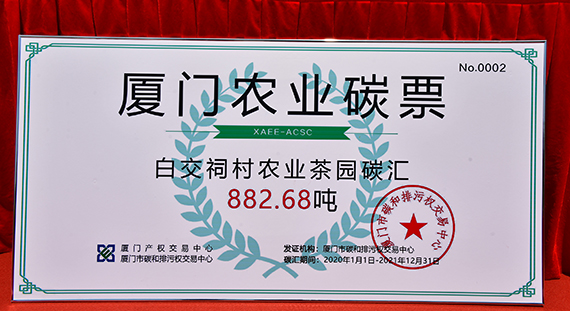 No.0002
厦门农业碳票
XAEE-ACSC
白交祠村农业茶园碳汇
882.68吨
厦门产权交易中心
厦门市碳和排污权交易中心
发证机构：厦门市碳和排污权交易中心
碳汇期间：2020年1月1日-2021年12月31日
厦门市碳和排污权交易中心